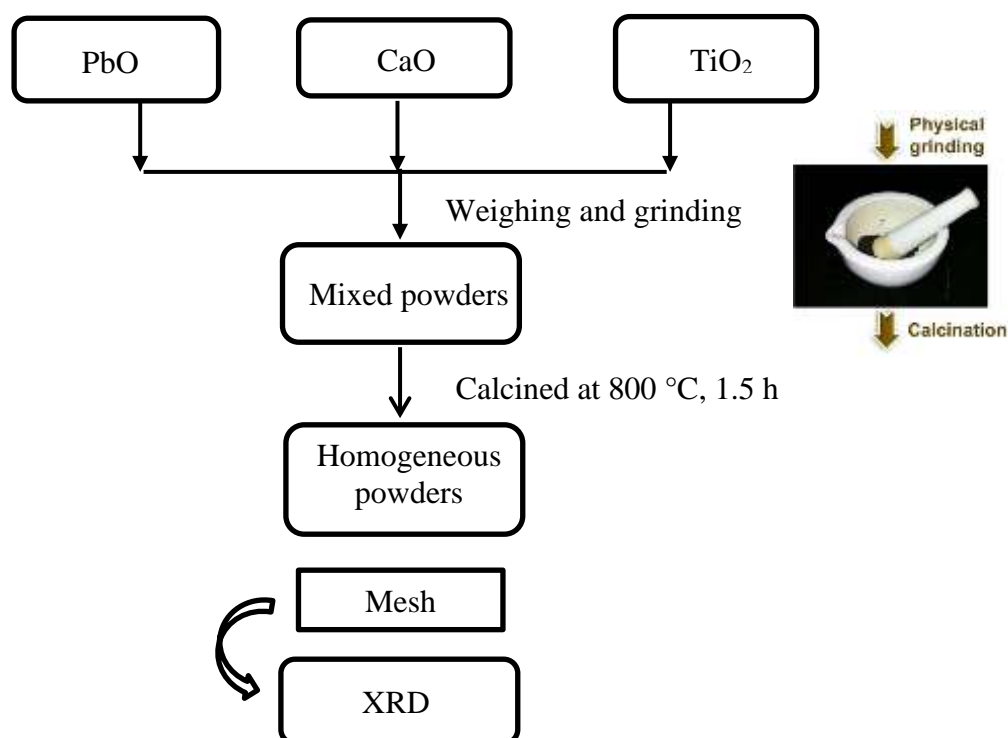 PbO
CaO
TiO₂
Physical
grinding
Weighing and grinding
Mixed powders
Calcination
Calcined at 800 °C, 1.5 h
Homogeneous
powders
Mesh
XRD